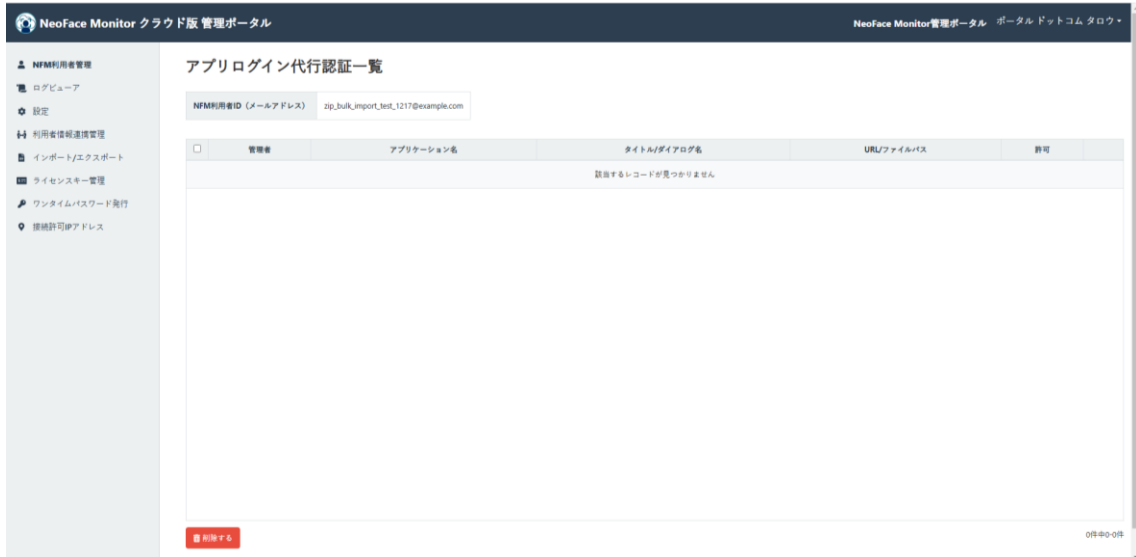 NeoFace Monitor クラウド版 管理ポータル
NeoFace Monitor管理ポータル ポータル ドットコム タロウ
NFM利用者管理
ログビューア
設定
利用者情報連携管理
インポート/エクスポート
ライセンスキー管理
ワンタイムパスワード発行
接続許可IPアドレス
アプリログイン代行認証一覧
NFM利用者ID（メールアドレス） zip_bulk_import_test_1217@example.com
管理者 アプリケーション名 タイトル/ダイアログ名 URL/ファイルパス 許可
該当するレコードが見つかりません
削除する
0件中0-0件